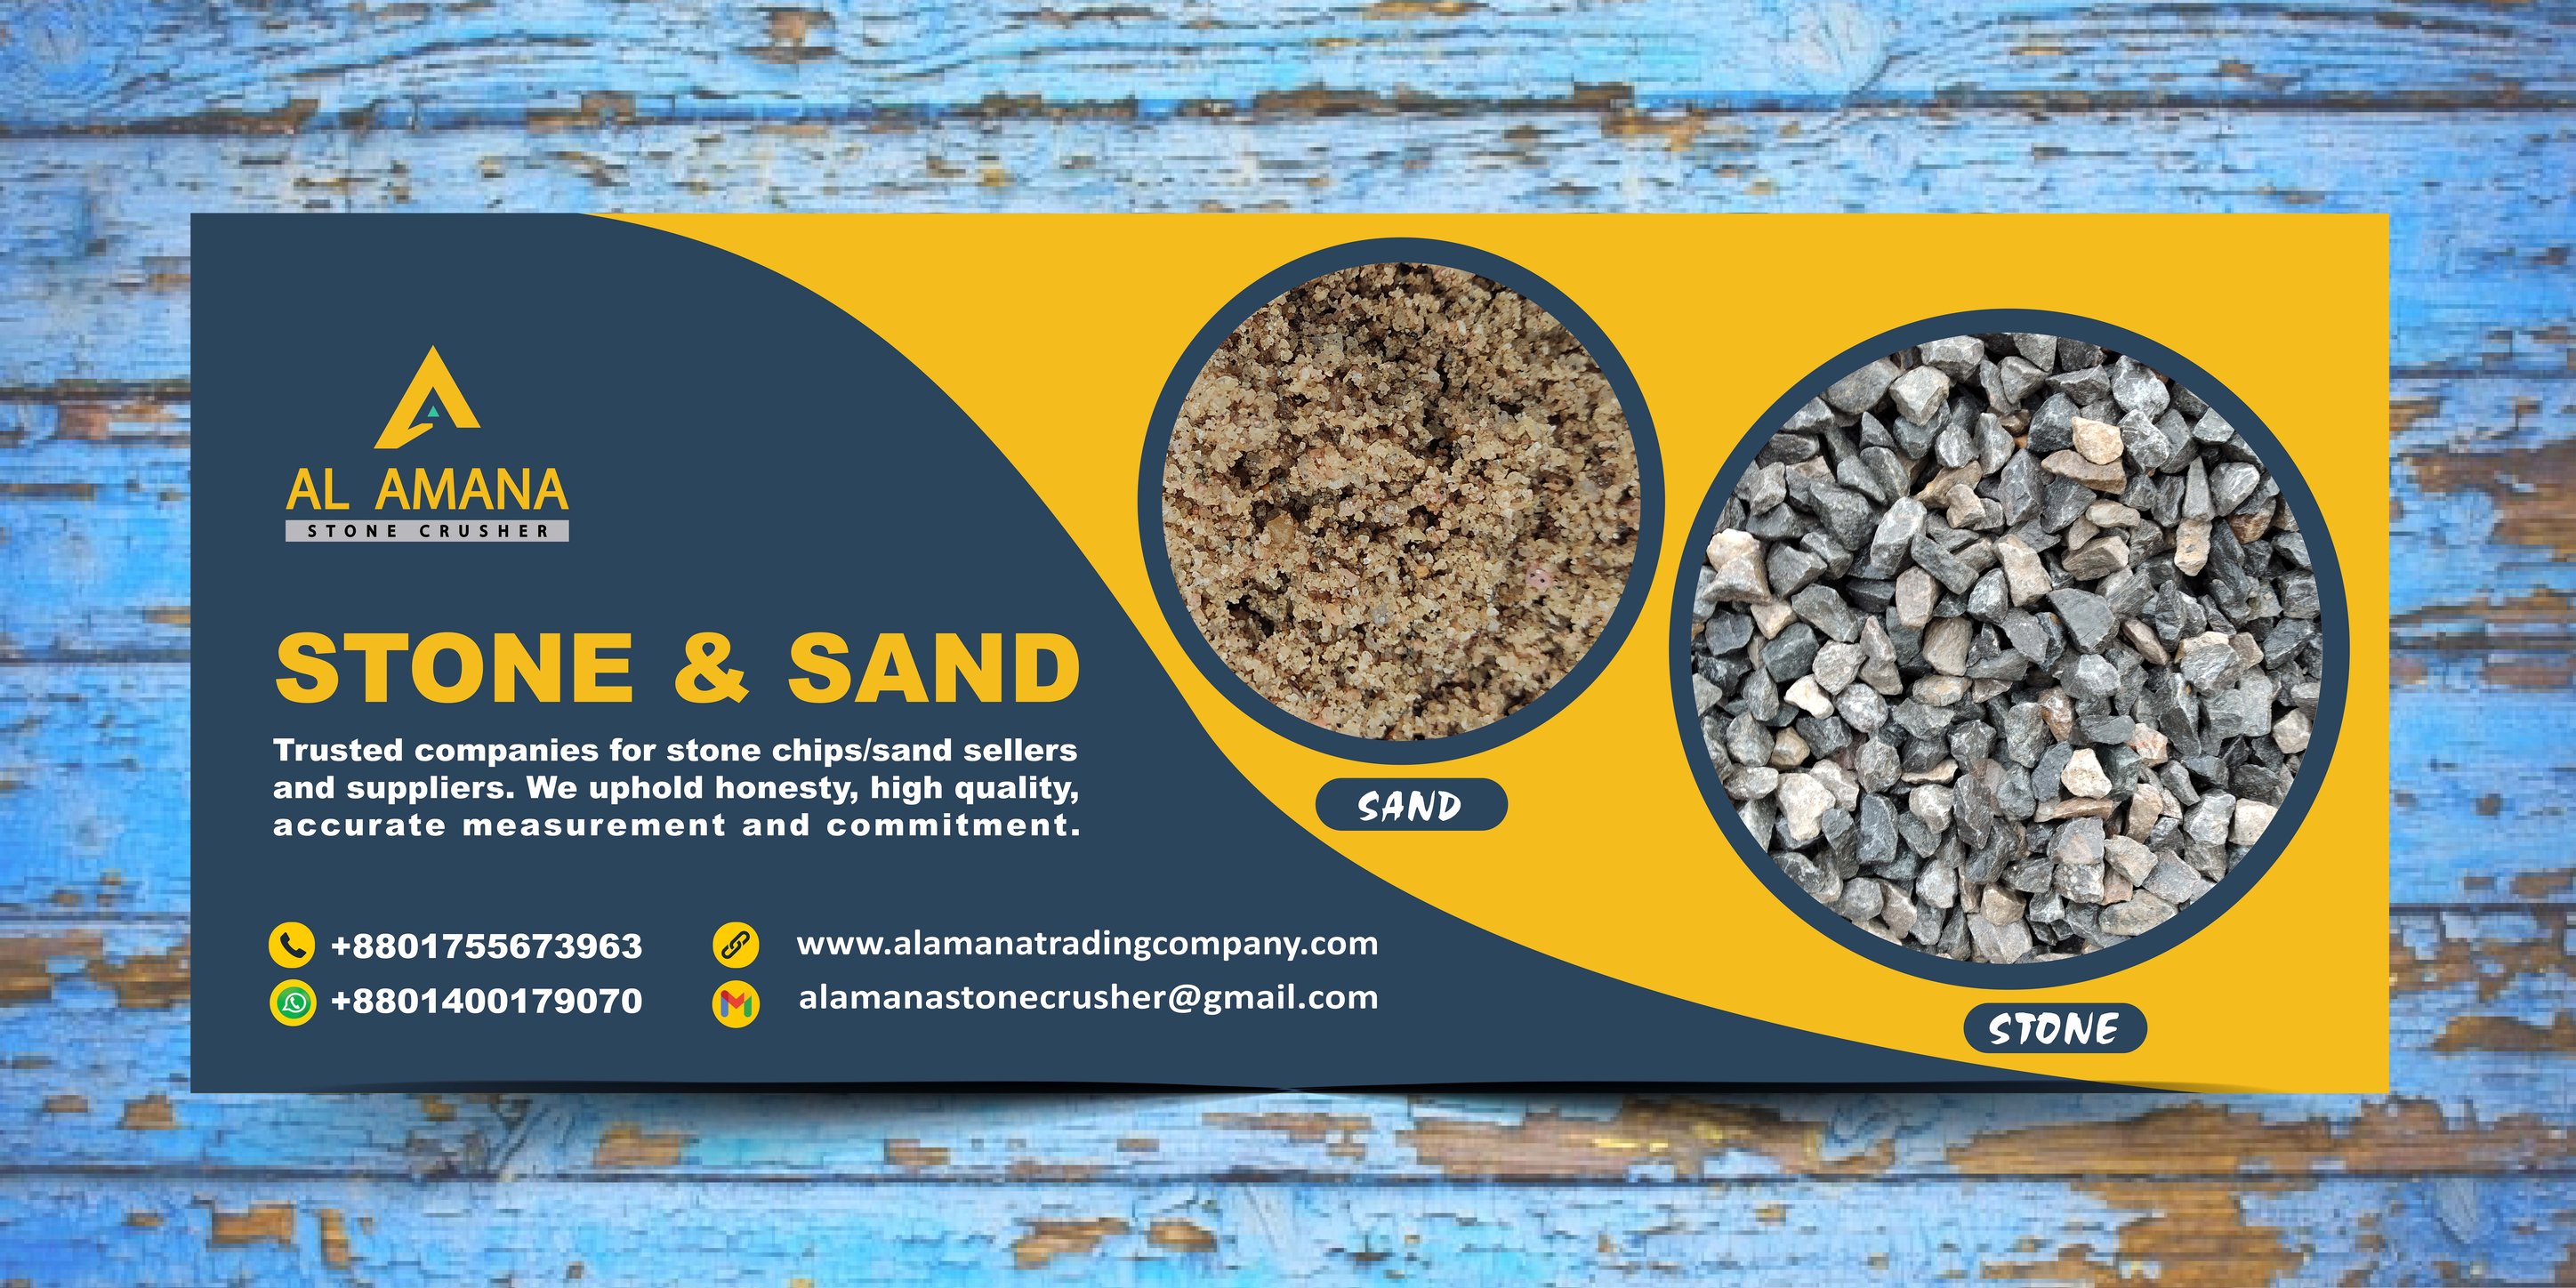 AL AMANA
STONE CRUSHER
STONE & SAND
Trusted companies for stone chips/sand sellers
and suppliers. We uphold honesty, high quality,
accurate measurement and commitment.
+8801755673963
www.alamanatradingcompany.com
+8801400179070
alamanastonecrusher@gmail.com
SAND
STONE